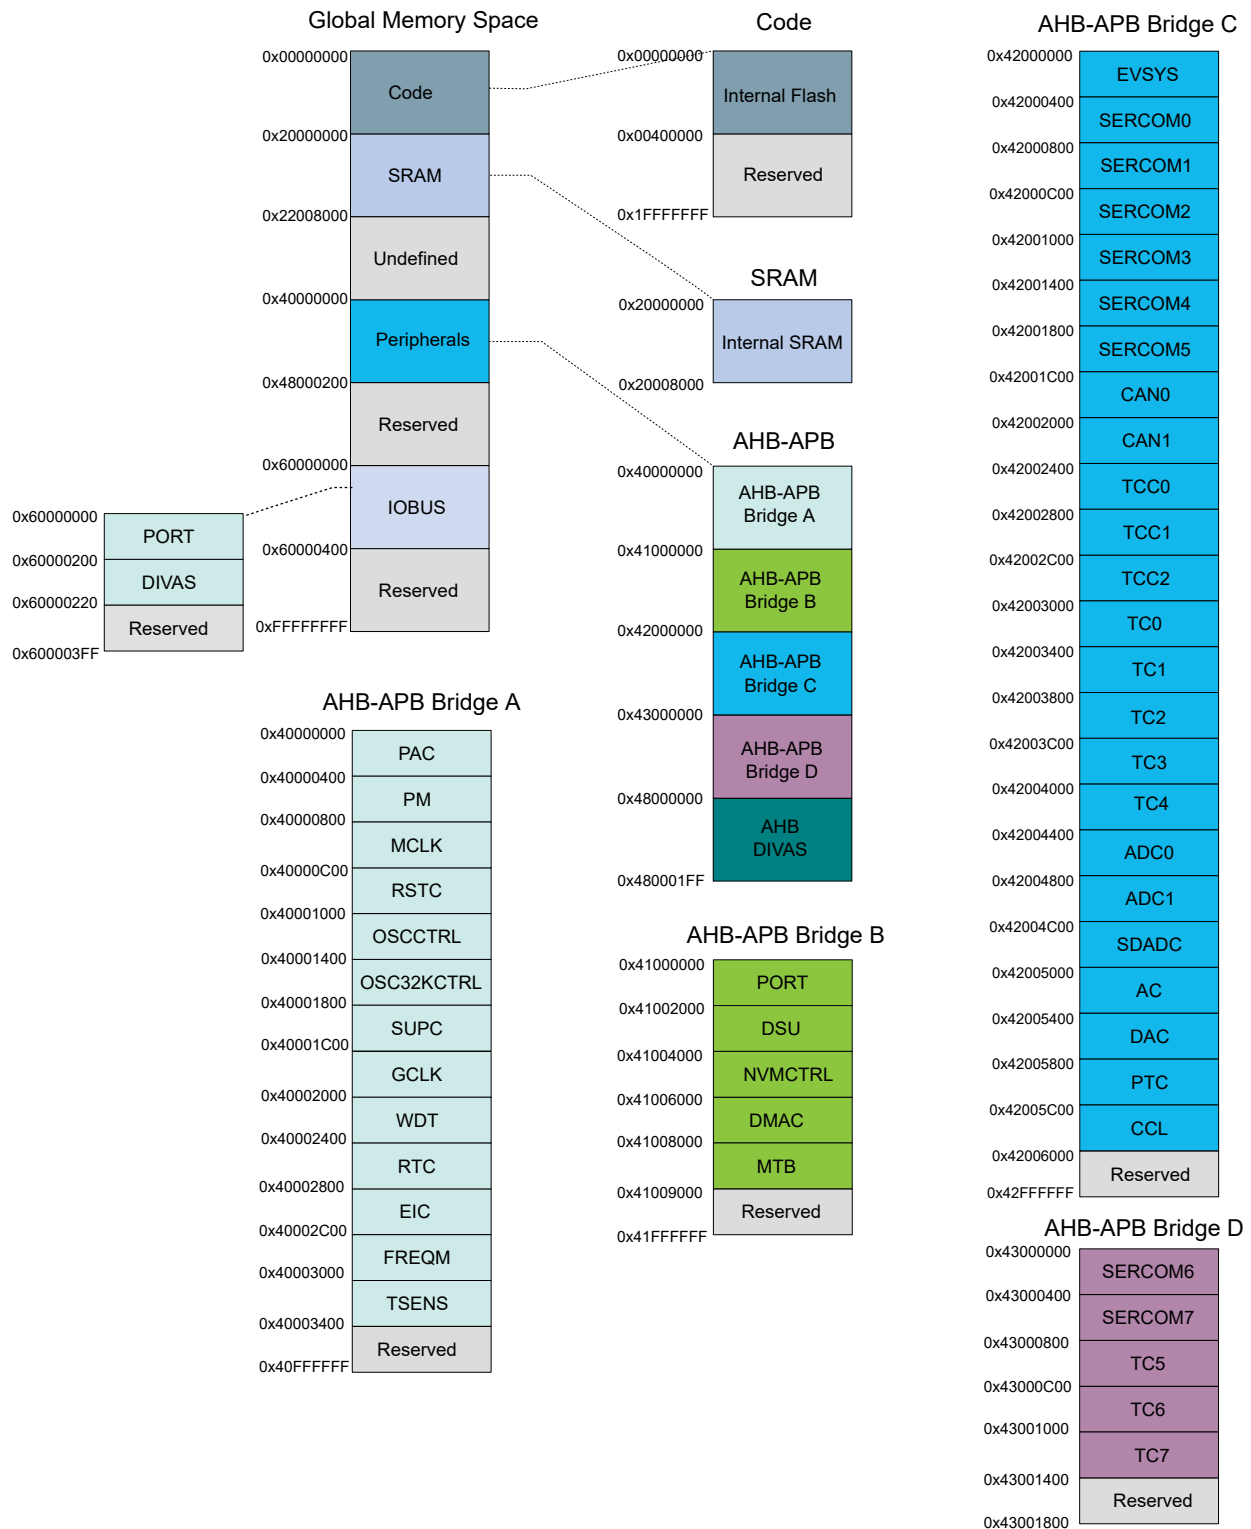 Global Memory Space
0x00000000
Code
0x20000000
SRAM
0x22008000
Undefined
0x40000000
Peripherals
0x48000200
Reserved
0x60000000
IOBUS
0x60000400
Reserved
0xFFFFFFFF
0x60000000
PORT
0x60000200
DIVAS
0x60000220
Reserved
0x600003FF
AHB-APB Bridge A
0x40000000
PAC
0x40000400
PM
0x40000800
MCLK
0x40000C00
RSTC
0x40001000
OSCCTRL
0x40001400
OSC32KCTRL
0x40001800
SUPC
0x40001C00
GCLK
0x40002000
WDT
0x40002400
RTC
0x40002800
EIC
0x40002C00
FREQM
0x40003000
TSENS
0x40003400
Reserved
0x40FFFFFF
Code
0x00000000
Internal Flash
0x00400000
Reserved
0x1FFFFFFF
SRAM
0x20000000
Internal SRAM
0x20008000
AHB-APB
0x40000000
AHB-APB
Bridge A
0x41000000
AHB-APB
Bridge B
0x42000000
AHB-APB
Bridge C
0x43000000
AHB-APB
Bridge D
0x48000000
AHB
DIVAS
0x480001FF
AHB-APB Bridge B
0x41000000
PORT
0x41002000
DSU
0x41004000
NVMCTRL
0x41006000
DMAC
0x41008000
MTB
0x41009000
Reserved
0x41FFFFFF
AHB-APB Bridge C
0x42000000
EVSYS
0x42000400
SERCOM0
0x42000800
SERCOM1
0x42000C00
SERCOM2
0x42001000
SERCOM3
0x42001400
SERCOM4
0x42001800
SERCOM5
0x42001C00
CAN0
0x42002000
CAN1
0x42002400
TCC0
0x42002800
TCC1
0x42002C00
TCC2
0x42003000
TC0
0x42003400
TC1
0x42003800
TC2
0x42003C00
TC3
0x42004000
TC4
0x42004400
ADC0
0x42004800
ADC1
0x42004C00
SDADC
0x42005000
AC
0x42005400
DAC
0x42005800
PTC
0x42005C00
CCL
0x42006000
Reserved
0x42FFFFFF
AHB-APB Bridge D
0x43000000
SERCOM6
0x43000400
SERCOM7
0x43000800
TC5
0x43000C00
TC6
0x43001000
TC7
0x43001400
Reserved
0x43001800